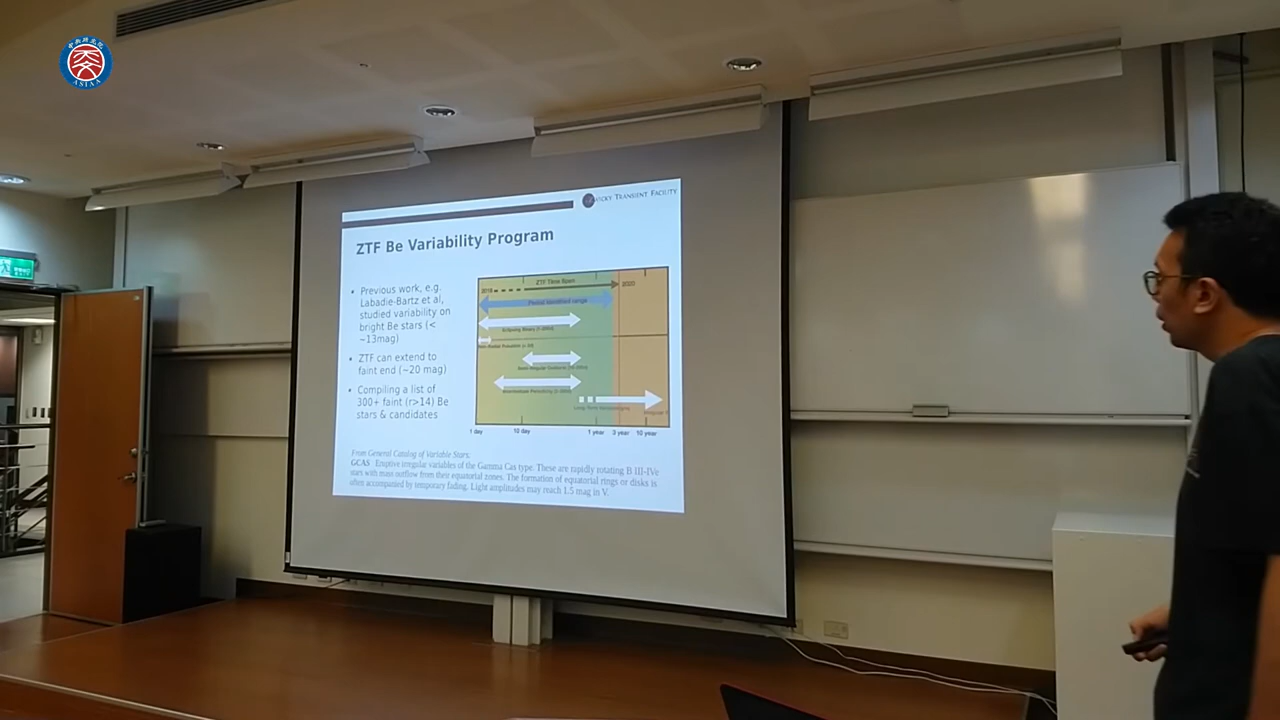 ASIAA
TRANSIENT FACILITY
ZTF Be Variability Program
• Previous work, e.g.
Labadie-Bartz et al,
studied variability on
bright Be stars (<
~13mag)
• ZTF can extend to
faint end (~20 mag)
• Compiling a list of
300+ faint (r>14) Be
stars & candidates
ZTF Time Span
2020
1 day
10 day
1 year
3 year
10 year
From General Catalog of Variable Stars:
GCAS Eruptive irregular variables of the Gamma Cas type. These are rapidly rotating B III-IVe
stars with mass outflow from their equatorial zones. The formation of equatorial rings or disks is
often accompanied by temporary fading. Light amplitudes may reach 1.5 mag in V.